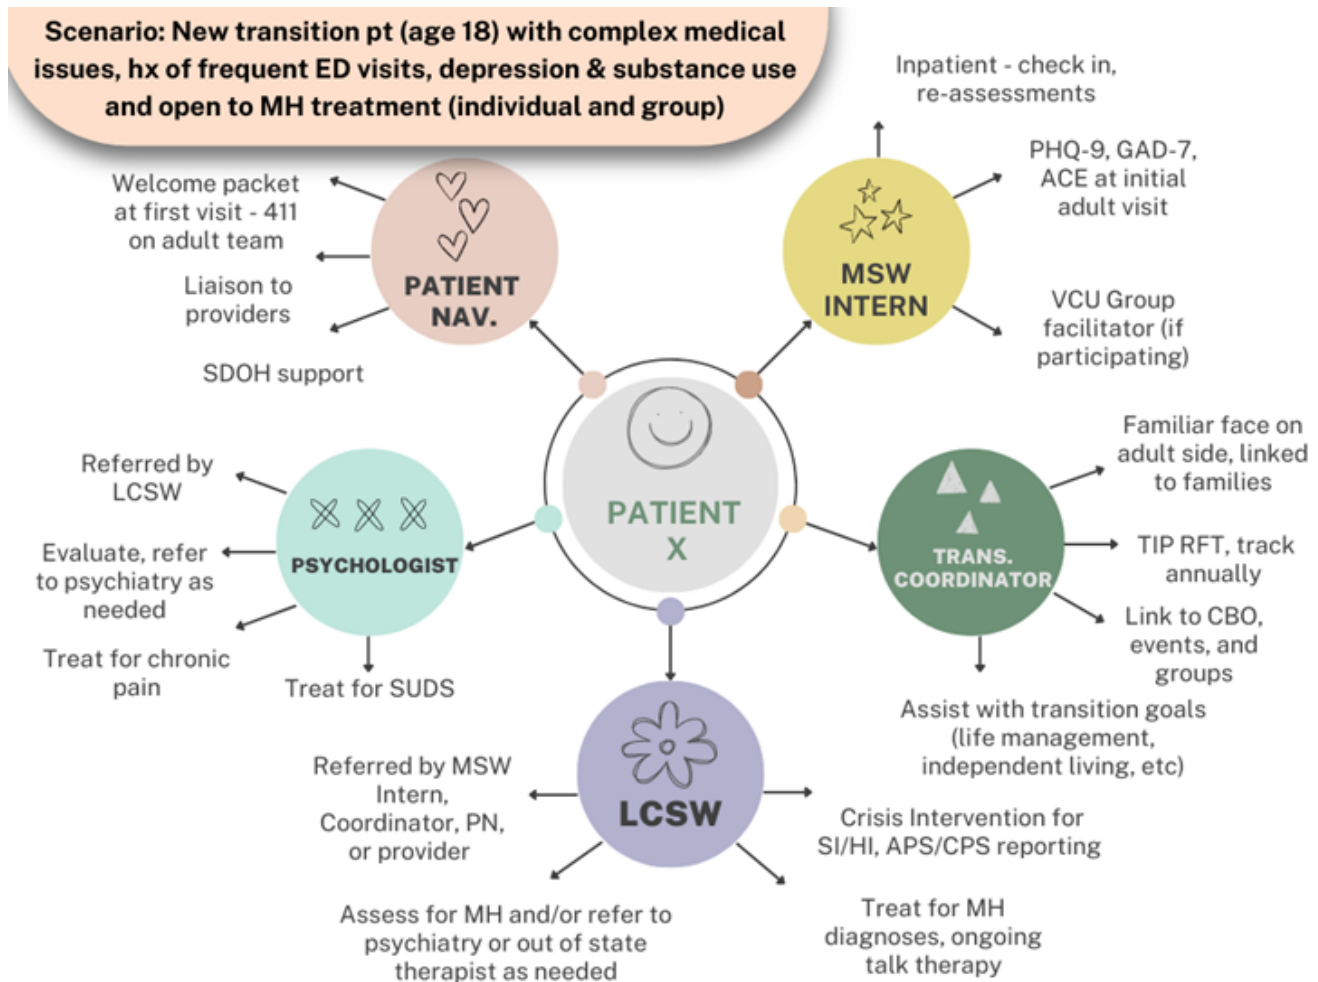 Scenario: New transition pt (age 18) with complex medical
issues, hx of frequent ED visits, depression & substance use
and open to MH treatment (individual and group)
Welcome packet
at first visit - 411
on adult team
Liaison to
providers
SDOH support
PATIENT
NAV.
Inpatient - check in,
re-assessments
PHQ-9, GAD-7,
ACE at initial
adult visit
VCU Group
facilitator (if
participating)
MSW
INTERN
PATIENT
X
Referred by
LCSW
Evaluate, refer
to psychiatry as
needed
Treat for chronic
pain
Treat for SUDS
PSYCHOLOGIST
Familiar face on
adult side, linked
to families
TIP RFT, track
annually
Link to CBO,
events, and
groups
Assist with transition goals
(life management,
independent living, etc)
TRANS.
COORDINATOR
Referred by MSW
Intern,
Coordinator, PN,
or provider
Assess for MH and/or refer to
psychiatry or out of state
therapist as needed
LCSW
Crisis Intervention for
SI/HI, APS/CPS reporting
Treat for MH
diagnoses, ongoing
talk therapy